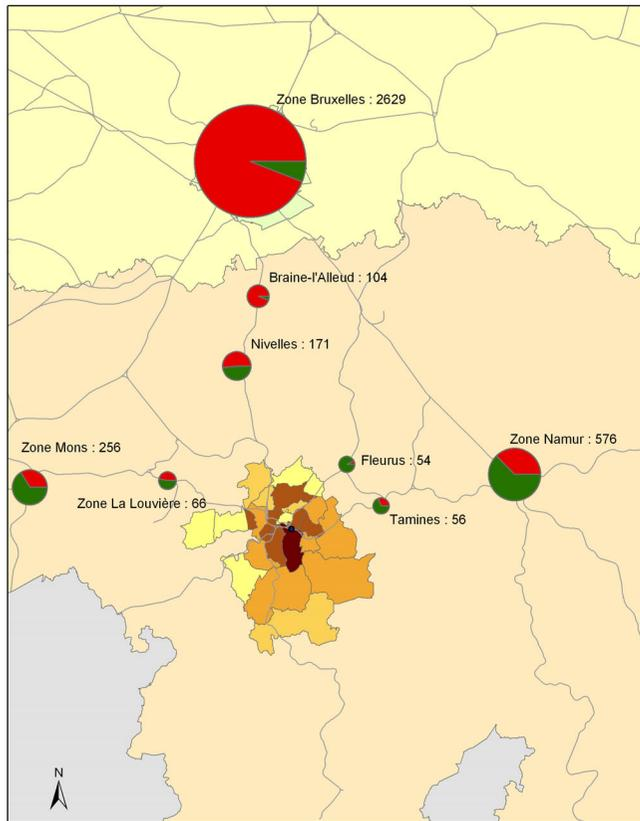 Zone Bruxelles : 2629
Braine-l'Alleud : 104
Nivelles : 171
Zone Mons : 256
Zone Namur : 576
Fleurus : 54
Zone La Louvière : 66
Tamines : 56
N